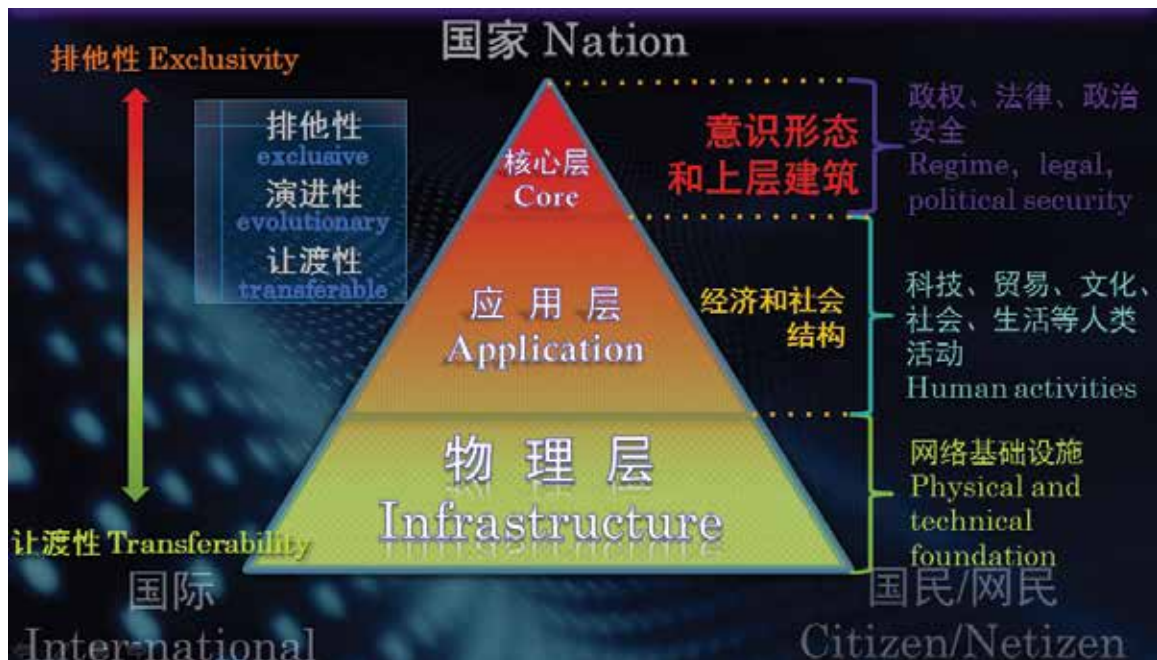 国家 Nation
排他性 Exclusivity
排他性
exclusive
演进性
evolutionary
让渡性
transferable
让渡性 Transferability
核心层
Core
应用层
Application
物理层
Infrastructure
意识形态
和上层建筑
经济和社会
结构
政权、法律、政治
安全
Regime, legal,
political security
科技、贸易、文化、
社会、生活等人类
活动
Human activities
网络基础设施
Physical and
technical
foundation
国际
Inter-national
国民/网民
Citizen/Netizen